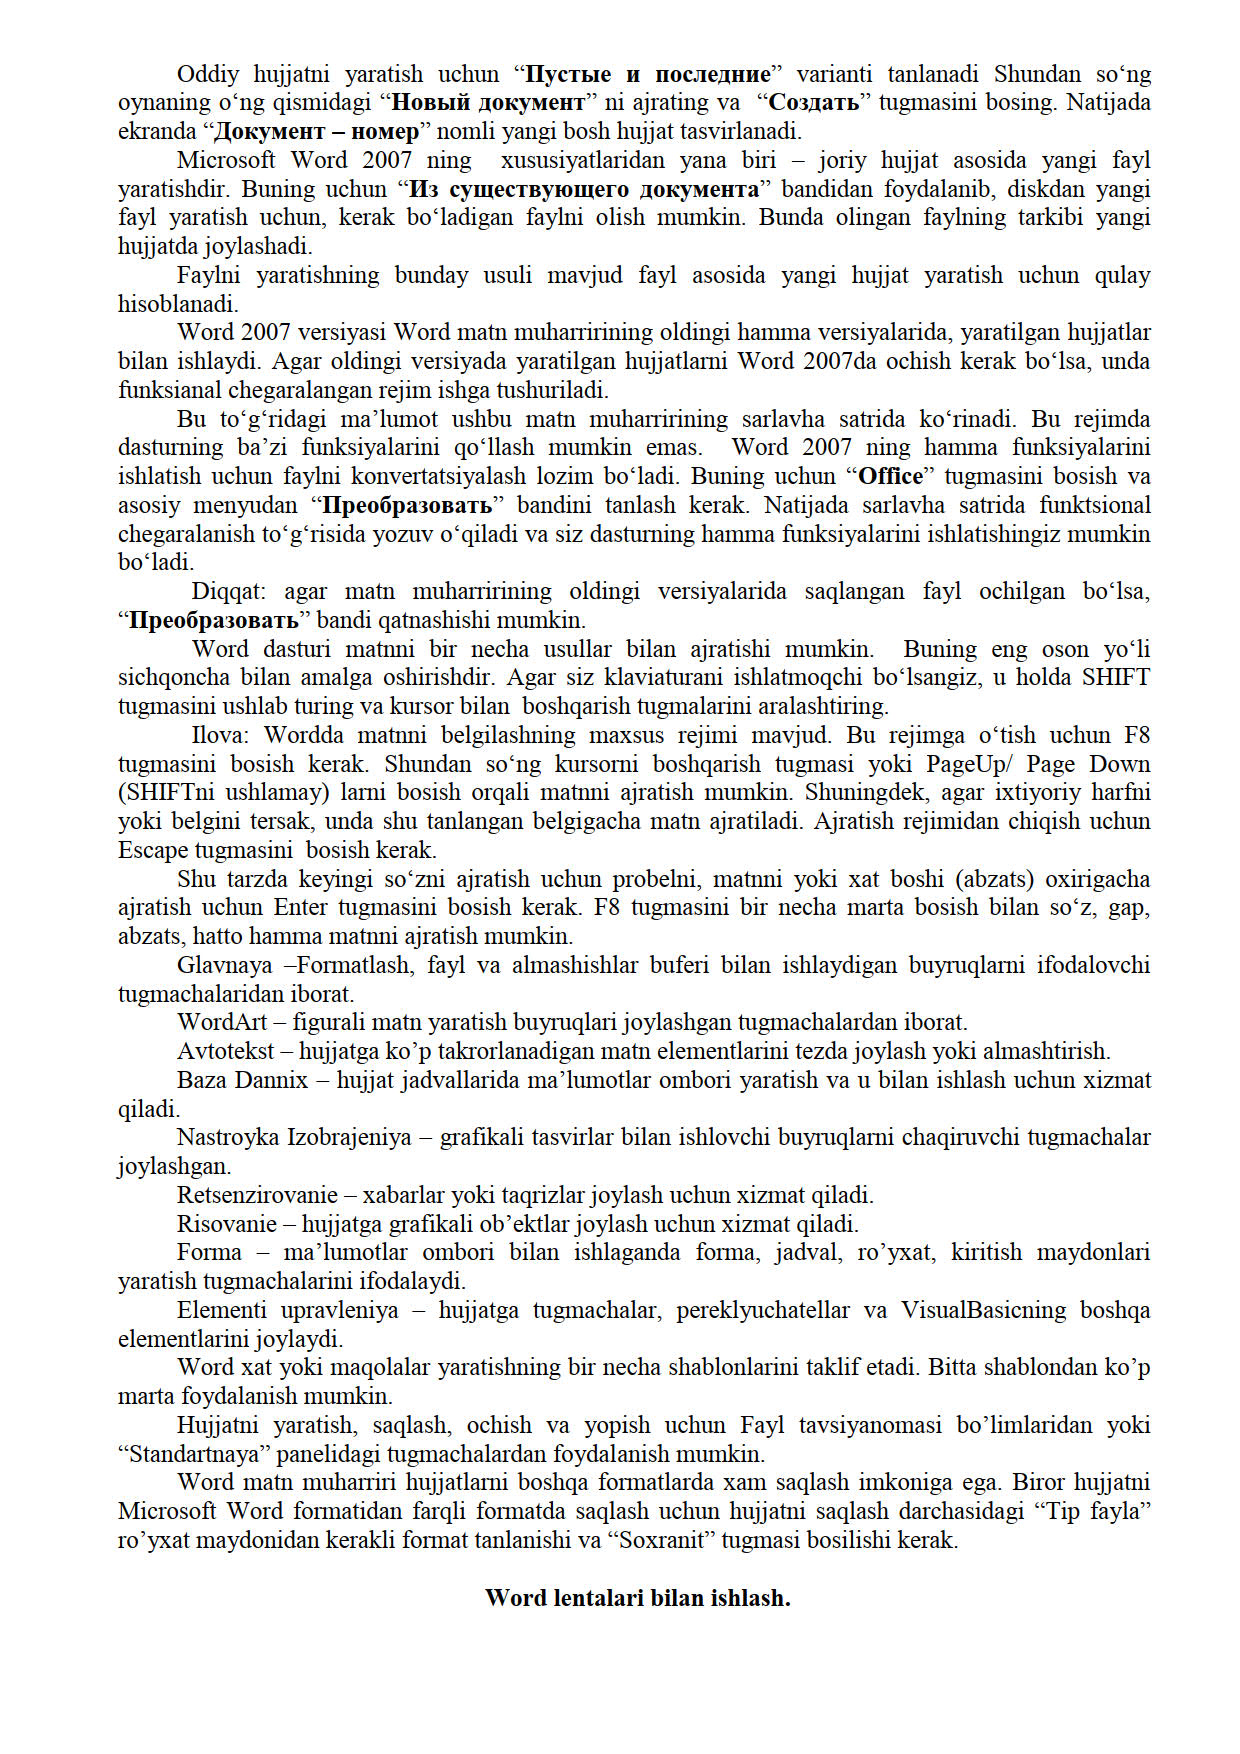 Oddiy hujjatni yaratish uchun “Пустые и последние” varianti tanlanadi Shundan so‘ng
oynaning o‘ng qismidagi “Новый документ” ni ajrating va “Создать” tugmasini bosing. Natijada
ekranda “Документ – номер” nomli yangi bosh hujjat tasvirlanadi.
Microsoft Word 2007 ning xususiyatlaridan yana biri – joriy hujjat asosida yangi fayl
yaratishdir. Buning uchun “Из существующего документа” bandidan foydalanib, diskdan yangi
fayl yaratish uchun, kerak bo‘ladigan faylni olish mumkin. Bunda olingan faylning tarkibi yangi
hujjatda joylashadi.
Faylni yaratishning bunday usuli mavjud fayl asosida yangi hujjat yaratish uchun qulay
hisoblanadi.
Word 2007 versiyasi Word matn muharririning oldingi hamma versiyalarida, yaratilgan hujjatlar
bilan ishlaydi. Agar oldingi versiyada yaratilgan hujjatlarni Word 2007da ochish kerak bo‘lsa, unda
funksianal chegaralangan rejim ishga tushuriladi.
Bu to‘g‘ridagi ma’lumot ushbu matn muharririning sarlavha satrida ko‘rinadi. Bu rejimda
dasturning ba’zi funksiyalarini qo‘llash mumkin emas. Word 2007 ning hamma funksiyalarini
ishlatish uchun faylni konvertatsiyalash lozim bo‘ladi. Buning uchun “Office” tugmasini bosish va
asosiy menyudan “Преобразовать” bandini tanlash kerak. Natijada sarlavha satrida funktsional
chegaralanish to‘g‘risida yozuv o‘qiladi va siz dasturning hamma funksiyalarini ishlatishingiz mumkin
bo‘ladi.
Diqqat: agar matn muharririning oldingi versiyalarida saqlangan fayl ochilgan bo‘lsa,
“Преобразовать” bandi qatnashishi mumkin.
Word dasturi matnni bir necha usullar bilan ajratishi mumkin. Buning eng oson yo‘li
sichqoncha bilan amalga oshirishdir. Agar siz klaviaturani ishlatmoqchi bo‘lsangiz, u holda SHIFT
tugmasini ushlab turing va kursor bilan boshqarish tugmalarini aralashtiring.
Ilova: Wordda matnni belgilashning maxsus rejimi mavjud. Bu rejimga o‘tish uchun F8
tugmasini bosish kerak. Shundan so‘ng kursorni boshqarish tugmasi yoki PageUp/ Page Down
(SHIFTni ushlamay) larni bosish orqali matnni ajratish mumkin. Shuningdek, agar ixtiyoriy harfni
yoki belgini tersak, unda shu tanlangan belgigacha matn ajratiladi. Ajratish rejimidan chiqish uchun
Escape tugmasini bosish kerak.
Shu tarzda keyingi so‘zni ajratish uchun probelni, matnni yoki xat boshi (abzats) oxirigacha
ajratish uchun Enter tugmasini bosish kerak. F8 tugmasini bir necha marta bosish bilan so‘z, gap,
abzats, hatto hamma matnni ajratish mumkin.
Glavnaya –Formatlash, fayl va almashishlar buferi bilan ishlaydigan buyruqlarni ifodalovchi
tugmachalaridan iborat.
WordArt – figurali matn yaratish buyruqlari joylashgan tugmachalardan iborat.
Avtotekst – hujjatga ko’p takrorlanadigan matn elementlarini tezda joylash yoki almashtirish.
Baza Dannix – hujjat jadvallarida ma’lumotlar ombori yaratish va u bilan ishlash uchun xizmat
qiladi.
Nastroyka Izobrajeniya – grafikali tasvirlar bilan ishlovchi buyruqlarni chaqiruvchi tugmachalar
joylashgan.
Retsenzirovanie – xabarlar yoki taqrizlar joylash uchun xizmat qiladi.
Risovanie – hujjatga grafikali ob’ektlar joylash uchun xizmat qiladi.
Forma – ma’lumotlar ombori bilan ishlaganda forma, jadval, ro’yxat, kiritish maydonlari
yaratish tugmachalarini ifodalaydi.
Elementi upravleniya – hujjatga tugmachalar, pereklyuchatellar va VisualBasicning boshqa
elementlarini joylaydi.
Word xat yoki maqolalar yaratishning bir necha shablonlarini taklif etadi. Bitta shablondan ko’p
marta foydalanish mumkin.
Hujjatni yaratish, saqlash, ochish va yopish uchun Fayl tavsiyanomasi bo’limlaridan yoki
“Standartnaya” panelidagi tugmachalardan foydalanish mumkin.
Word matn muharriri hujjatlarni boshqa formatlarda xam saqlash imkoniga ega. Biror hujjatni
Microsoft Word formatidan farqli formatda saqlash uchun hujjatni saqlash darchasidagi “Tip fayla”
ro’yxat maydonidan kerakli format tanlanishi va “Soxranit” tugmasi bosilishi kerak.
Word lentalari bilan ishlash.